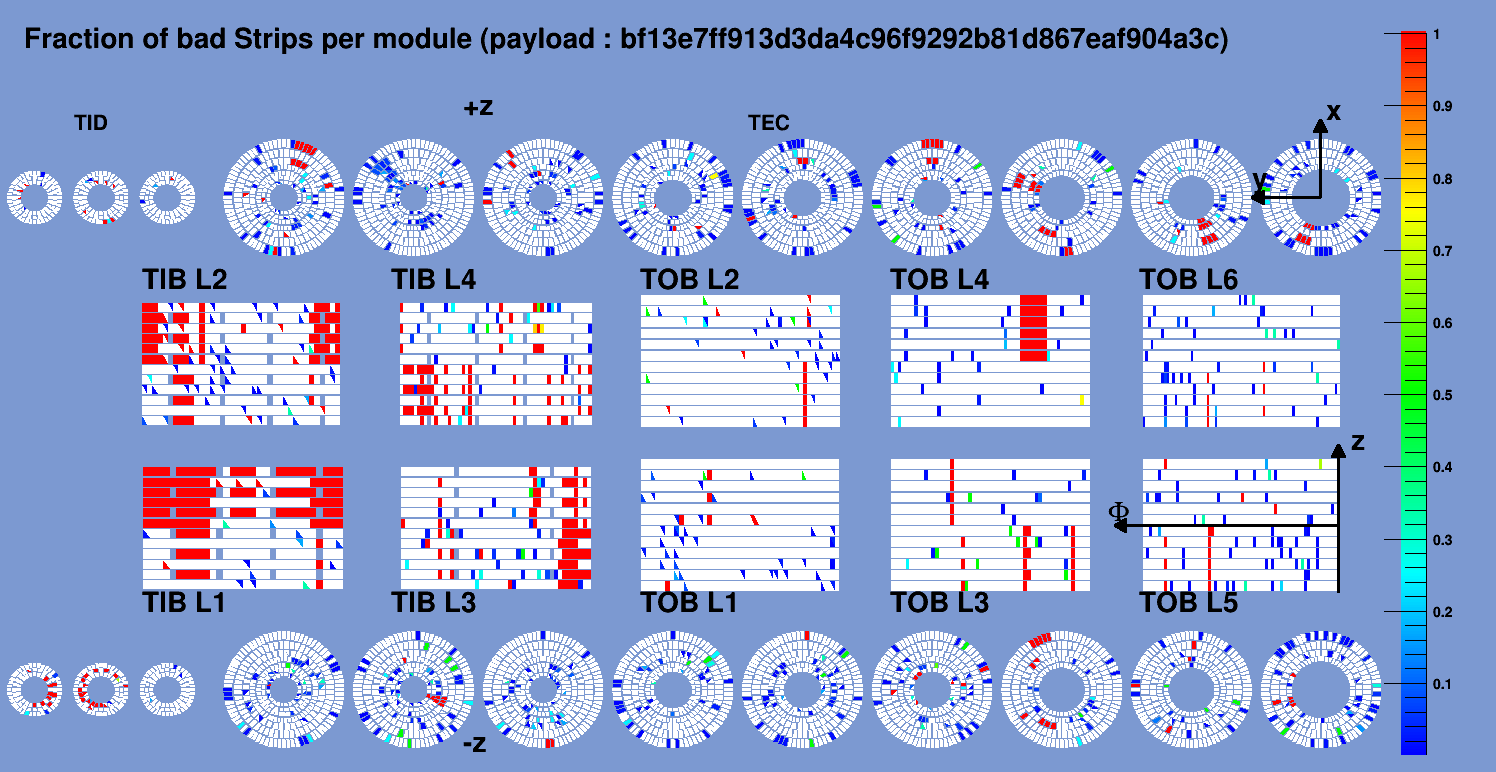 Fraction of bad Strips per module (payload : bf13e7ff913d3da4c96f9292b81d867eaf904a3c)
+z
TID
TEC
x
y
TIB L2
TIB L4
TOB L2
TOB L4
TOB L6
z
Φ
TIB L1
TIB L3
TOB L1
TOB L3
TOB L5
-z
1
0.9
0.8
0.7
0.6
0.5
0.4
0.3
0.2
0.1